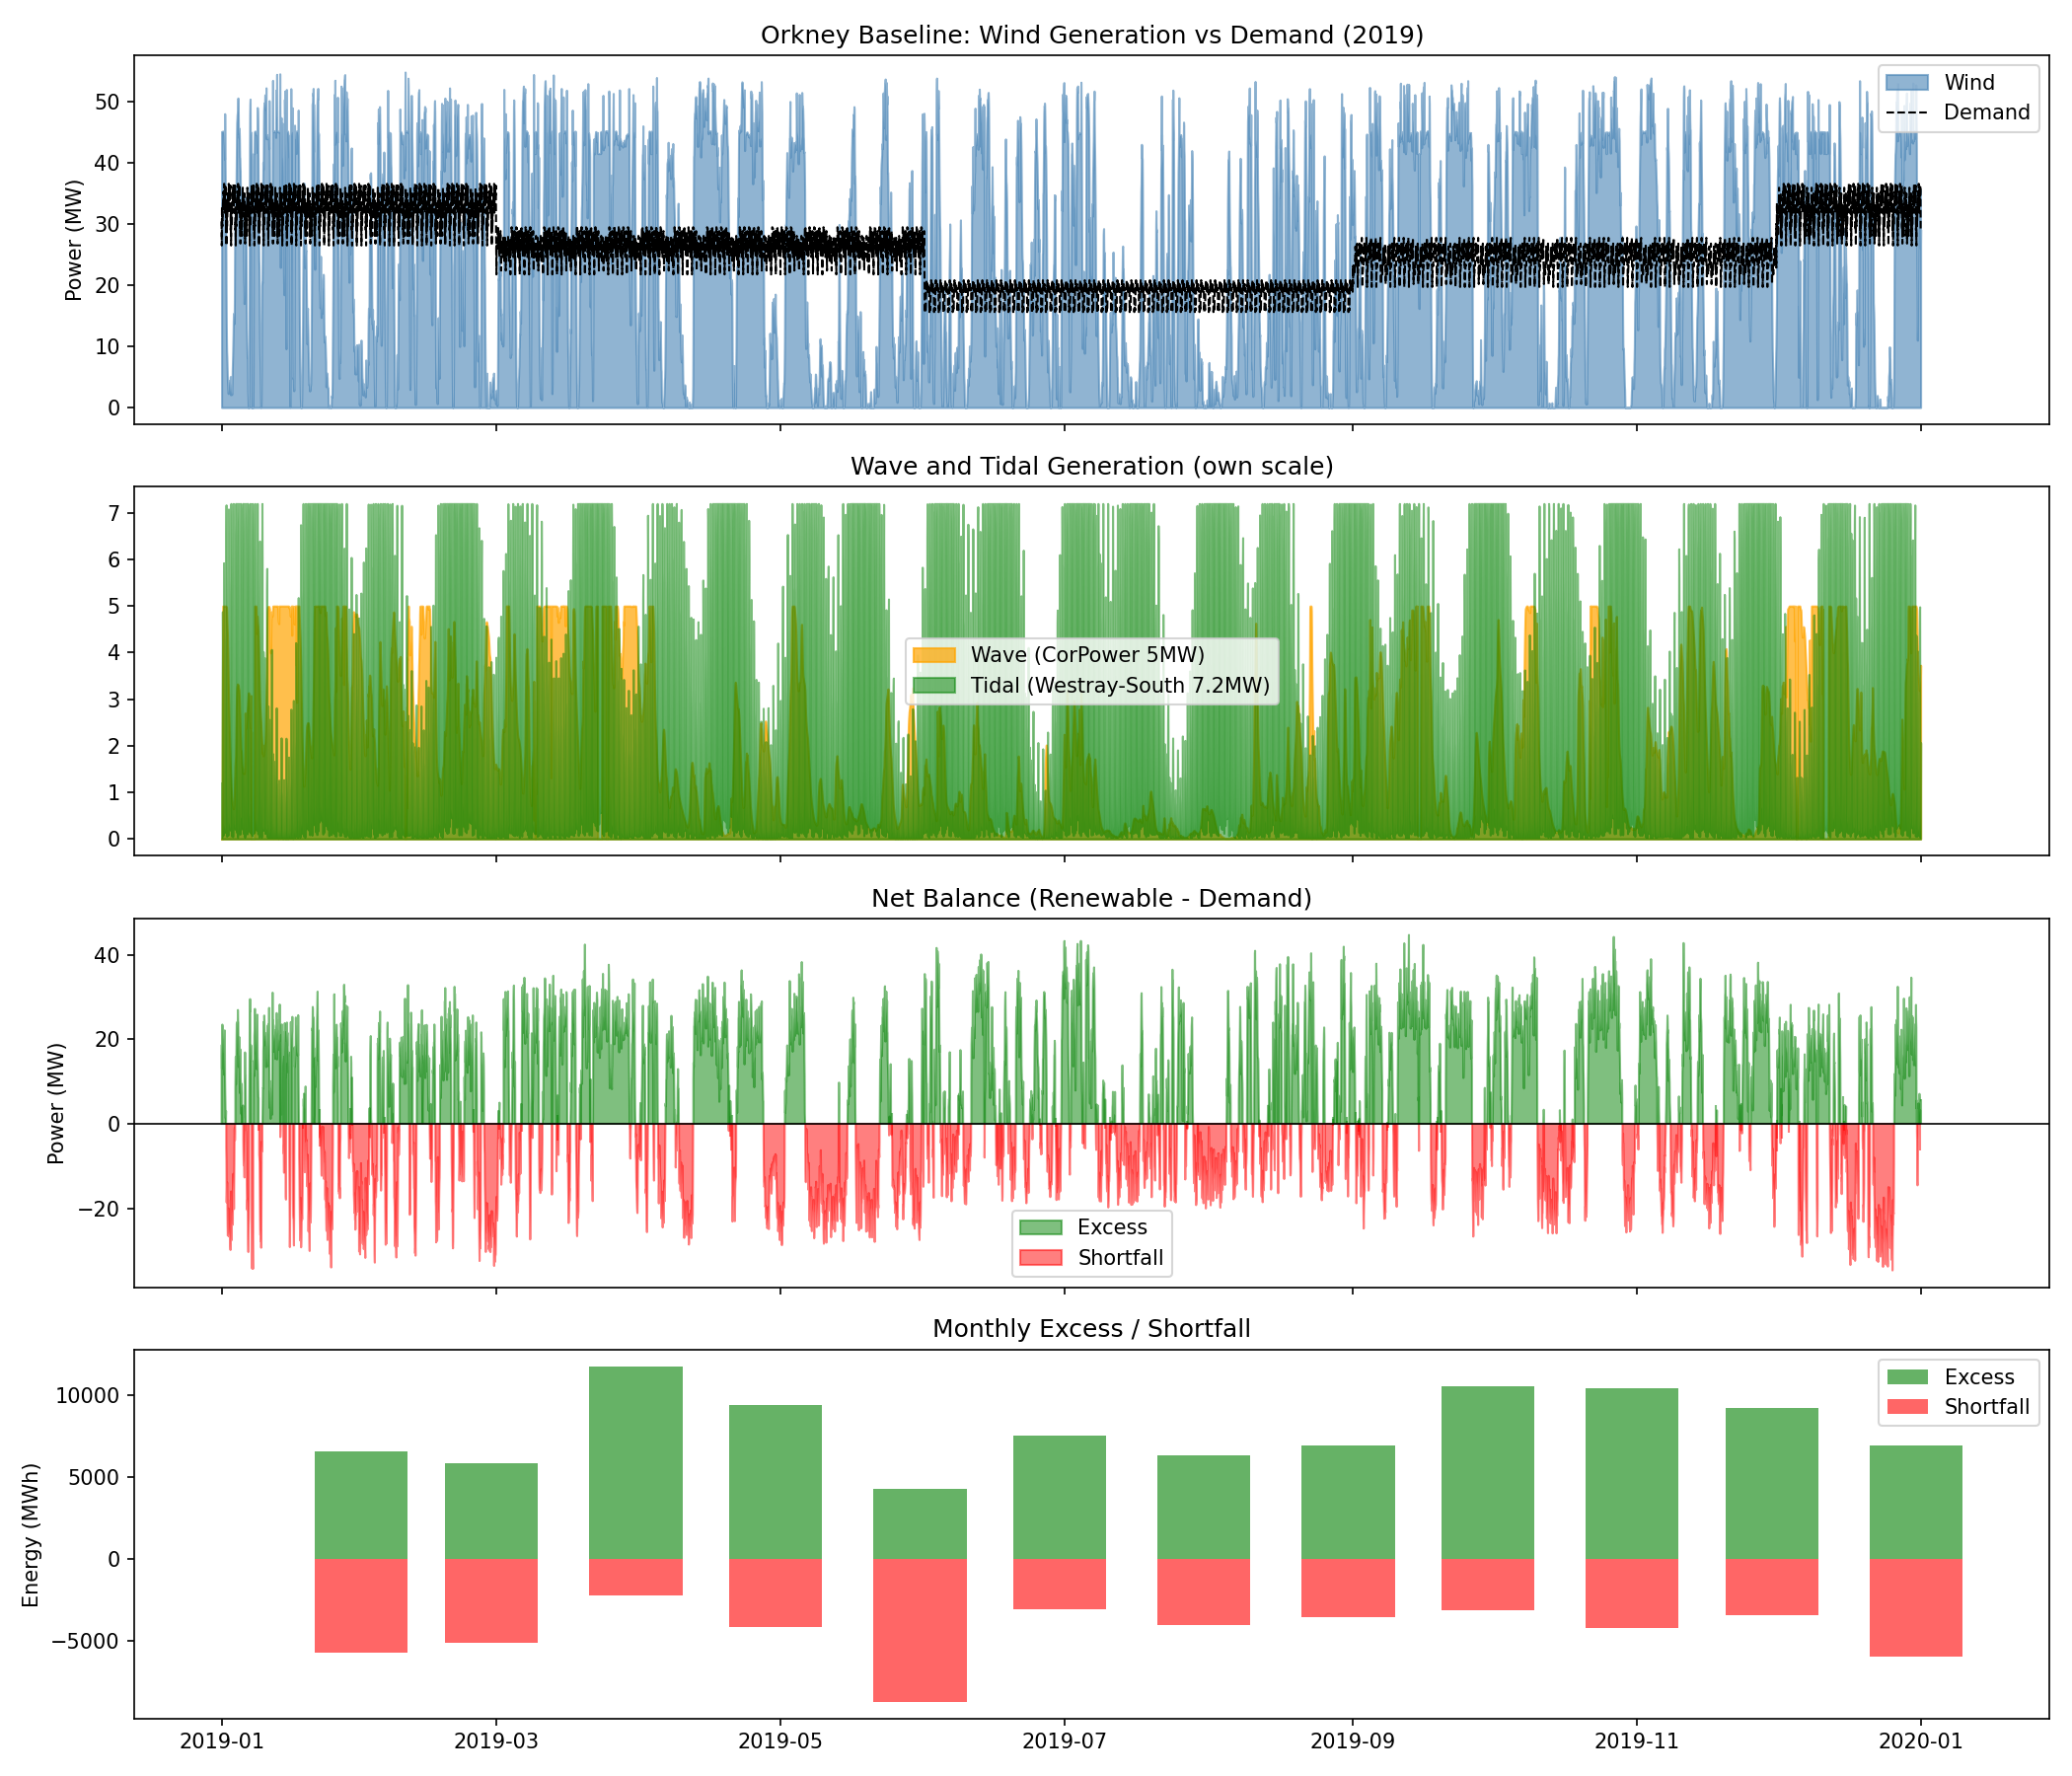 Orkney Baseline: Wind Generation vs Demand (2019)
Power (MW)
50
40
30
20
10
0
Wind
Demand
Wave and Tidal Generation (own scale)
7
6
5
4
3
2
1
0
Wave (CorPower 5MW)
Tidal (Westray-South 7.2MW)
Net Balance (Renewable - Demand)
Power (MW)
40
20
0
−20
Excess
Shortfall
Monthly Excess / Shortfall
Energy (MWh)
10000
5000
0
−5000
Excess
Shortfall
2019-01 2019-03 2019-05 2019-07 2019-09 2019-11 2020-01